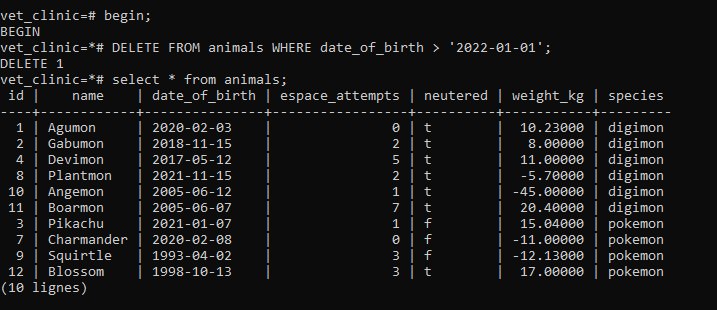 vet_clinic=# begin;
BEGIN
vet_clinic=*# DELETE FROM animals WHERE date_of_birth > '2022-01-01';
DELETE 1
vet_clinic=*# select * from animals;
 id |    name    | date_of_birth | espace_attempts | neutered | weight_kg | species
----+------------+---------------+-----------------+----------+-----------+---------
  1 | Agumon     | 2020-02-03    |               0 | t        |  10.23000 | digimon
  2 | Gabumon    | 2018-11-15    |               2 | t        |   8.00000 | digimon
  4 | Devimon    | 2017-05-12    |               5 | t        |  11.00000 | digimon
  8 | Plantmon   | 2021-11-15    |               2 | t        |  -5.70000 | digimon
 10 | Angemon    | 2005-06-12    |               1 | t        | -45.00000 | digimon
 11 | Boarmon    | 2005-06-07    |               7 | t        |  20.40000 | digimon
  3 | Pikachu    | 2021-01-07    |               1 | f        |  15.04000 | pokemon
  7 | Charmander | 2020-02-08    |               0 | f        | -11.00000 | pokemon
  9 | Squirtle   | 1993-04-02    |               3 | f        | -12.13000 | pokemon
 12 | Blossom    | 1998-10-13    |               3 | t        |  17.00000 | pokemon
(10 lignes)